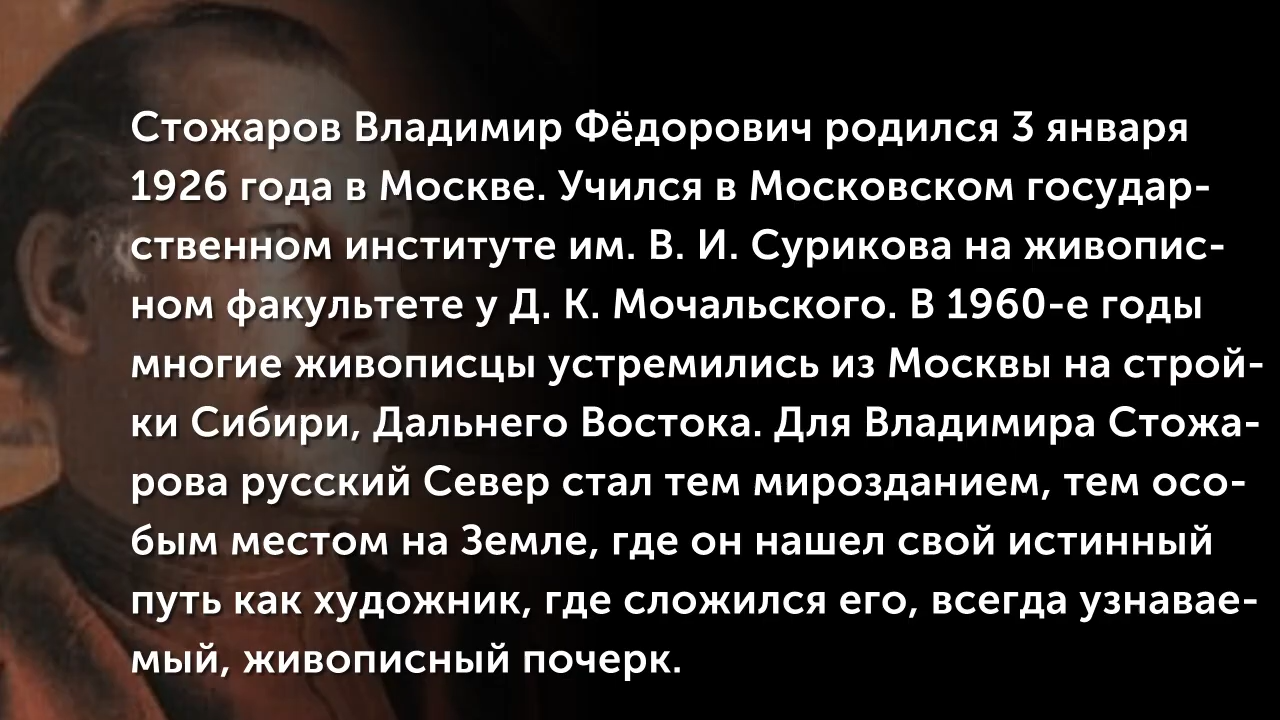 Стожаров Владимир Фёдорович родился 3 января
1926 года в Москве. Учился в Московском государ-
ственном институте им. В. И. Сурикова на живопис-
ном факультете у Д. К. Мочальского. В 1960-е годы
многие живописцы устремились из Москвы на строй-
ки Сибири, Дальнего Востока. Для Владимира Стожа-
рова русский Север стал тем мирозданием, тем осо-
бым местом на Земле, где он нашел свой истинный
путь как художник, где сложился его, всегда узнавае-
мый, живописный почерк.